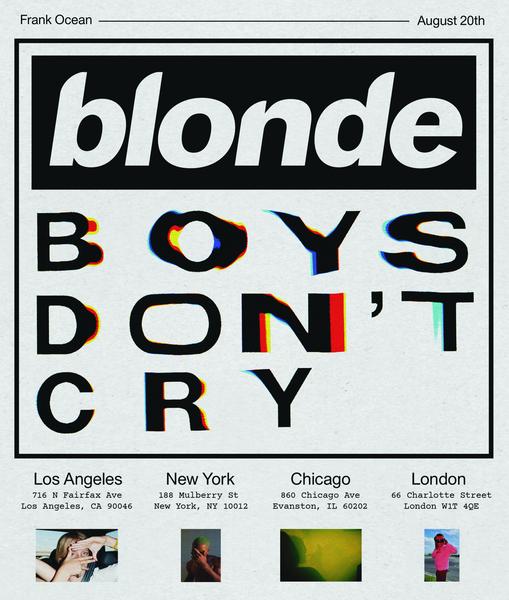 Frank Ocean August 20th
blonde
BOYS
DON'T
CRY
Los Angeles New York Chicago London
716 N Fairfax Ave 188 Mulberry St 860 Chicago Ave 66 Charlotte Street
Los Angeles, CA 90046 New York, NY 10012 Evanston, IL 60202 London W1T 4QE